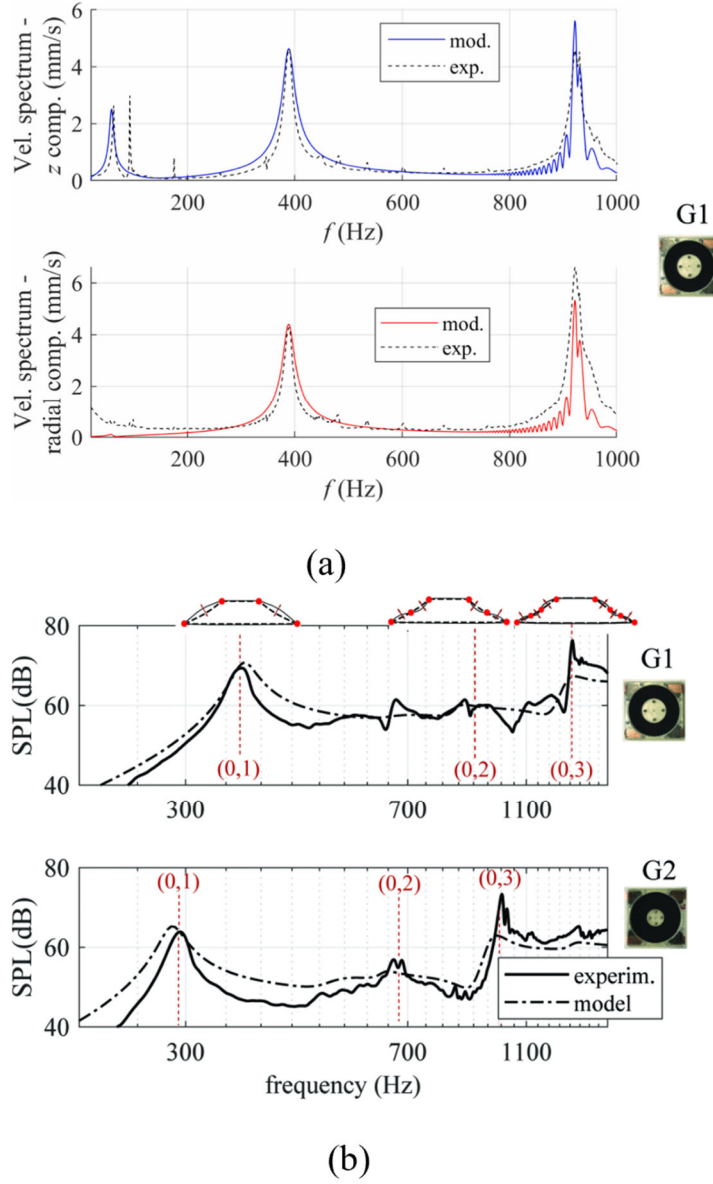 Vel. spectrum -
z comp. (mm/s)
6
4
2
0
mod.
exp.
200
400
600
800
1000
f (Hz)
G1
Vel. spectrum -
radial comp. (mm/s)
6
4
2
0
mod.
exp.
200
400
600
800
1000
f (Hz)
(a)
SPL(dB)
80
60
40
(0,1)
(0,2)
(0,3)
300
700
1100
G1
SPL(dB)
80
60
40
(0,1)
(0,2)
(0,3)
experim.
model
300
700
1100
G2
frequency (Hz)
(b)